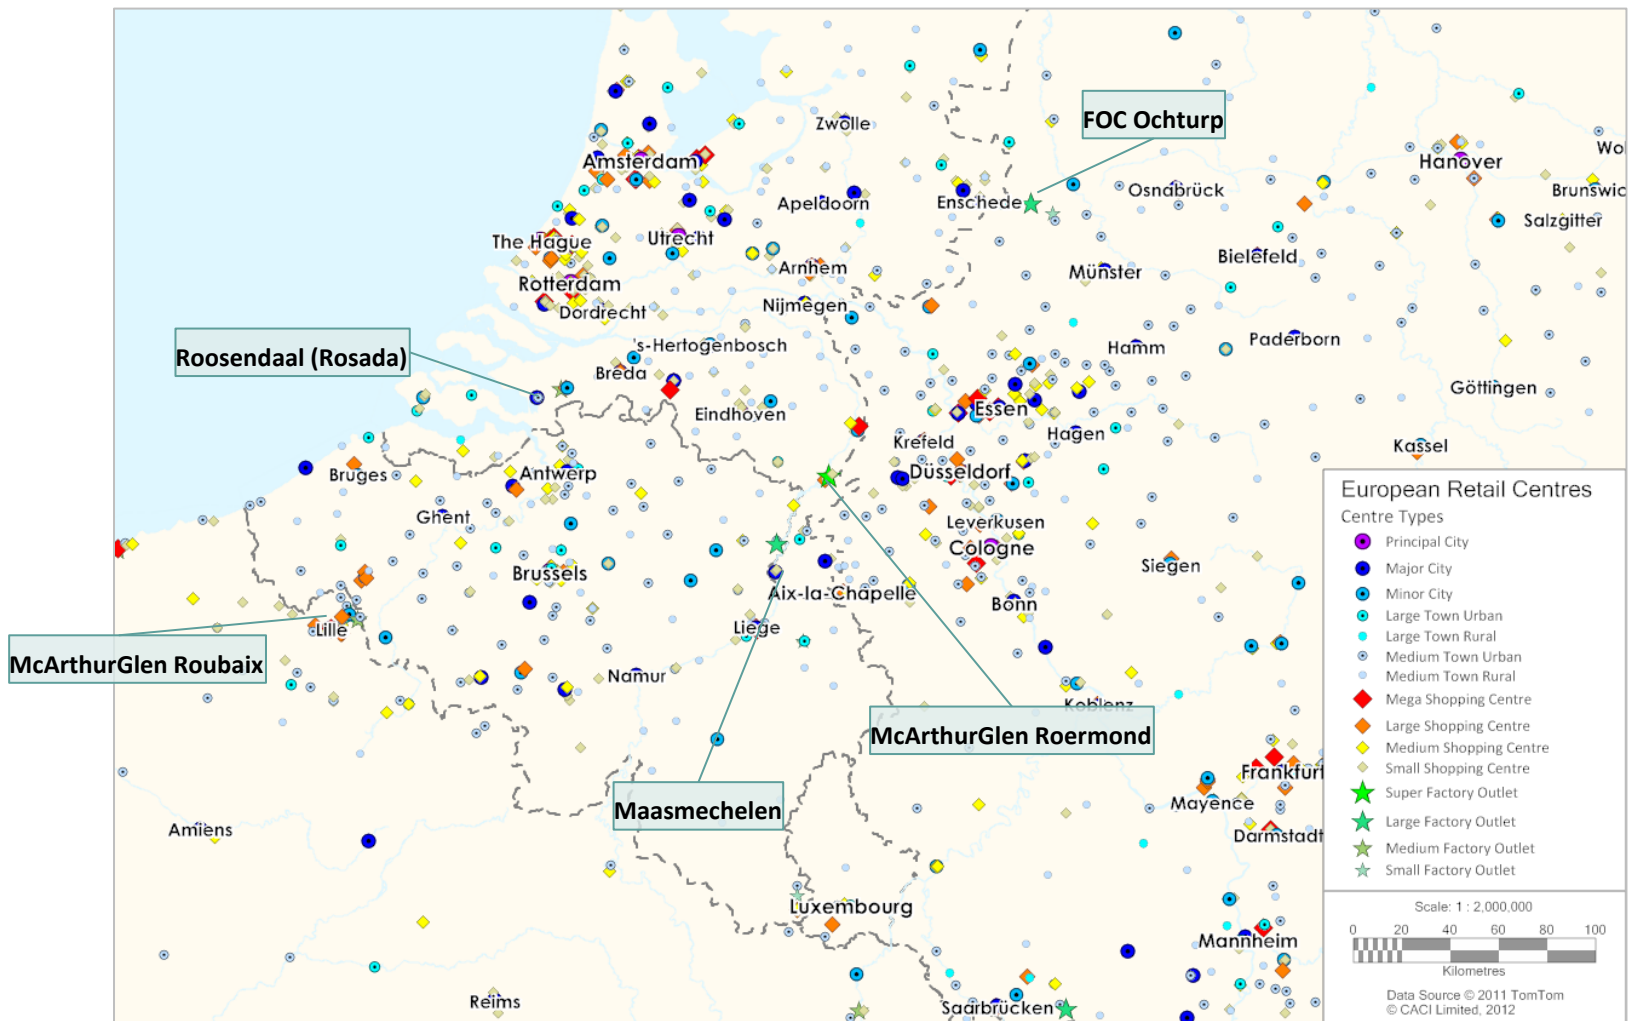 Zwolle
FOC Ochturp
Amsterdam
Hanover
Wol
Apeldoorn
Enschede
Osnabrück
Brunswic
Salzgitter
The Hague
Utrecht
Bielefeld
Arnhem
Münster
Rotterdam
Nijmegen
Dordrecht
's-Hertogenbosch
Hamm
Paderborn
Roosendaal (Rosada)
Breda
Göttingen
Eindhoven
Essen
Hagen
Krefeld
Kassel
Bruges
Antwerp
Düsseldorf
Ghent
Leverkusen
Cologne
Brussels
Siegen
Aix-la-Chapelle
Bonn
Liege
Lille
McArthurGlen Roubaix
Namur
Koblenz
McArthurGlen Roermond
Frankfurt
Maasmechelen
Mayence
Amiens
Darmstadt
Luxembourg
Mannheim
Reims
Saarbrücken
European Retail Centres
Centre Types
Principal City
Major City
Minor City
Large Town Urban
Large Town Rural
Medium Town Urban
Medium Town Rural
Mega Shopping Centre
Large Shopping Centre
Medium Shopping Centre
Small Shopping Centre
Super Factory Outlet
Large Factory Outlet
Medium Factory Outlet
Small Factory Outlet
Scale: 1 : 2,000,000
0 20 40 60 80 100
Kilometres
Data Source © 2011 TomTom
© CACI Limited, 2012